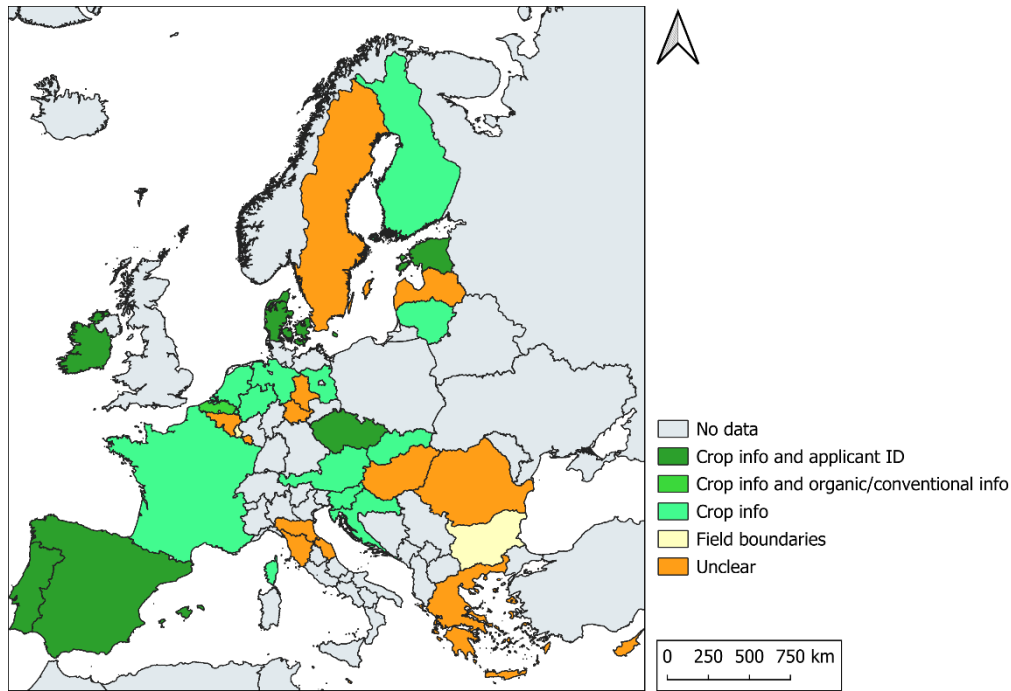 No data
Crop info and applicant ID
Crop info and organic/conventional info
Crop info
Field boundaries
Unclear
0 250 500 750 km